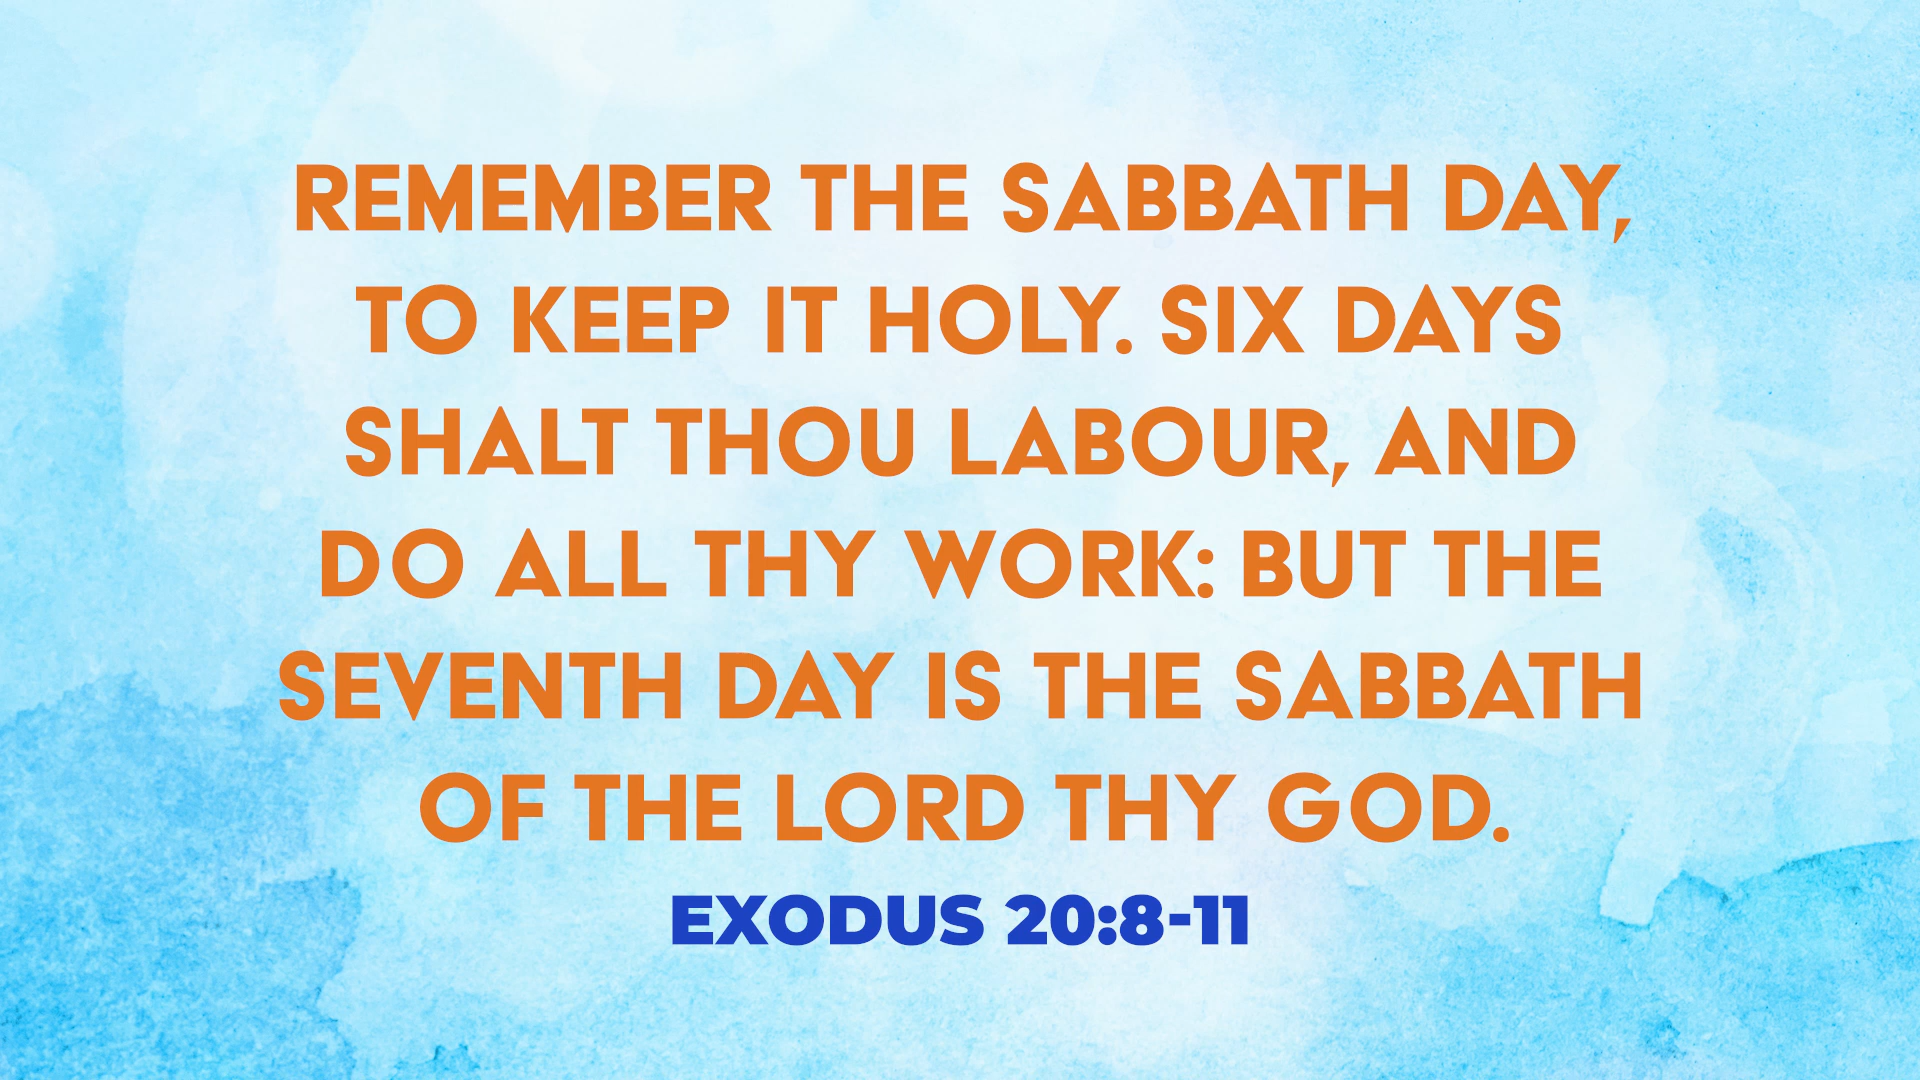 REMEMBER THE SABBATH DAY,
TO KEEP IT HOLY. SIX DAYS
SHALT THOU LABOUR, AND
DO ALL THY WORK: BUT THE
SEVENTH DAY IS THE SABBATH
OF THE LORD THY GOD.
EXODUS 20:8-11